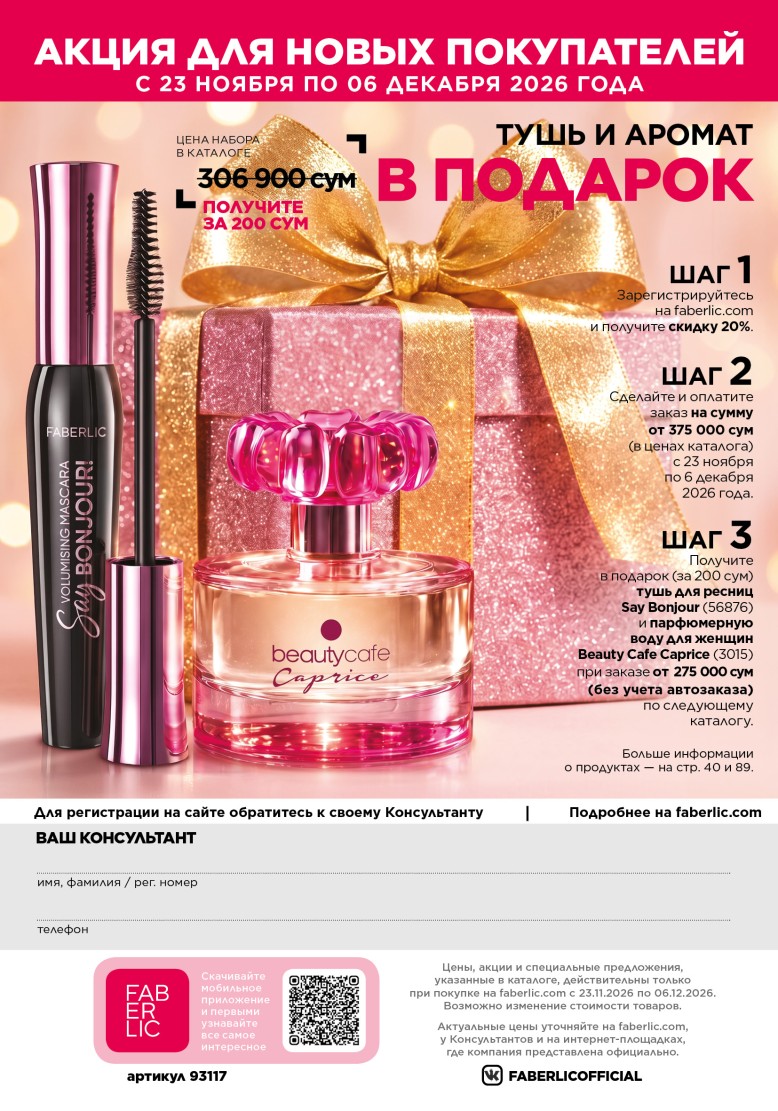 АКЦИЯ ДЛЯ НОВЫХ ПОКУПАТЕЛЕЙ
С 23 НОЯБРЯ ПО 06 ДЕКАБРЯ 2026 ГОДА
ЦЕНА НАБОРА
В КАТАЛОГЕ
306 900 сум
ПОЛУЧИТЕ
ЗА 200 СУМ
ТУШЬ И АРОМАТ
В ПОДАРОК
ШАГ 1
Зарегистрируйтесь
на faberlic.com
и получите скидку 20%.
ШАГ 2
Сделайте и оплатите
заказ на сумму
от 375 000 сум
(в ценах каталога)
с 23 ноября
по 6 декабря
2026 года.
ШАГ 3
Получите
в подарок (за 200 сум)
тушь для ресниц
Say Bonjour (56876)
и парфюмерную
воду для женщин
Beauty Cafe Caprice (3015)
при заказе от 275 000 сум
(без учета автозаказа)
по следующему
каталогу.
Больше информации
о продуктах — на стр. 40 и 89.
FABERLIC
VOLUMISING MASCARA
Say BONJOUR!
beautycafe
Caprice
Для регистрации на сайте обратитесь к своему Консультанту | Подробнее на faberlic.com
ВАШ КОНСУЛЬТАНТ
имя, фамилия / рег. номер
телефон
FAB
ER
LIC
Скачивайте
мобильное
приложение
и первыми
узнавайте
все самое
интересное
артикул 93117
Цены, акции и специальные предложения,
указанные в каталоге, действительны только
при покупке на faberlic.com с 23.11.2026 по 06.12.2026.
Возможно изменение стоимости товаров.
Актуальные цены уточняйте на faberlic.com,
у Консультантов и на интернет-площадках,
где компания представлена официально.
FABERLICOFFICIAL